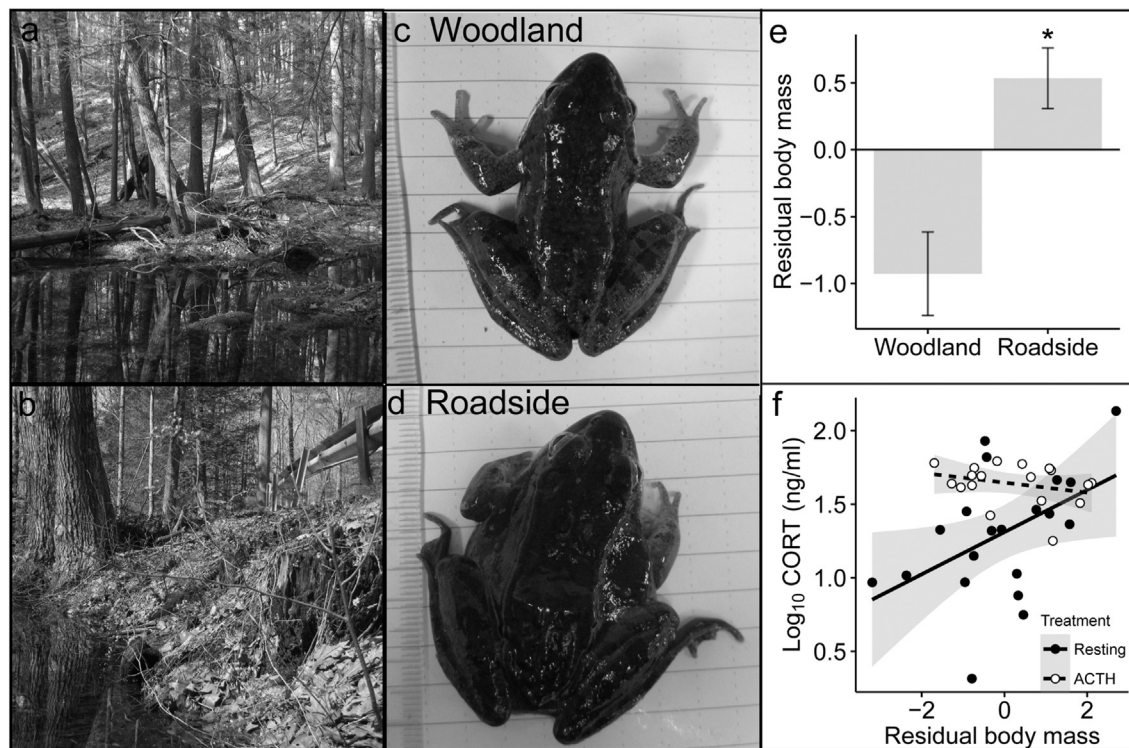 a
b
c Woodland
d Roadside
e
Residual body mass
0.5
0.0
−0.5
−1.0
*
Woodland Roadside
f
Log10 CORT (ng/ml)
2.0
1.5
1.0
0.5
Treatment
Resting
ACTH
−2 0 2
Residual body mass